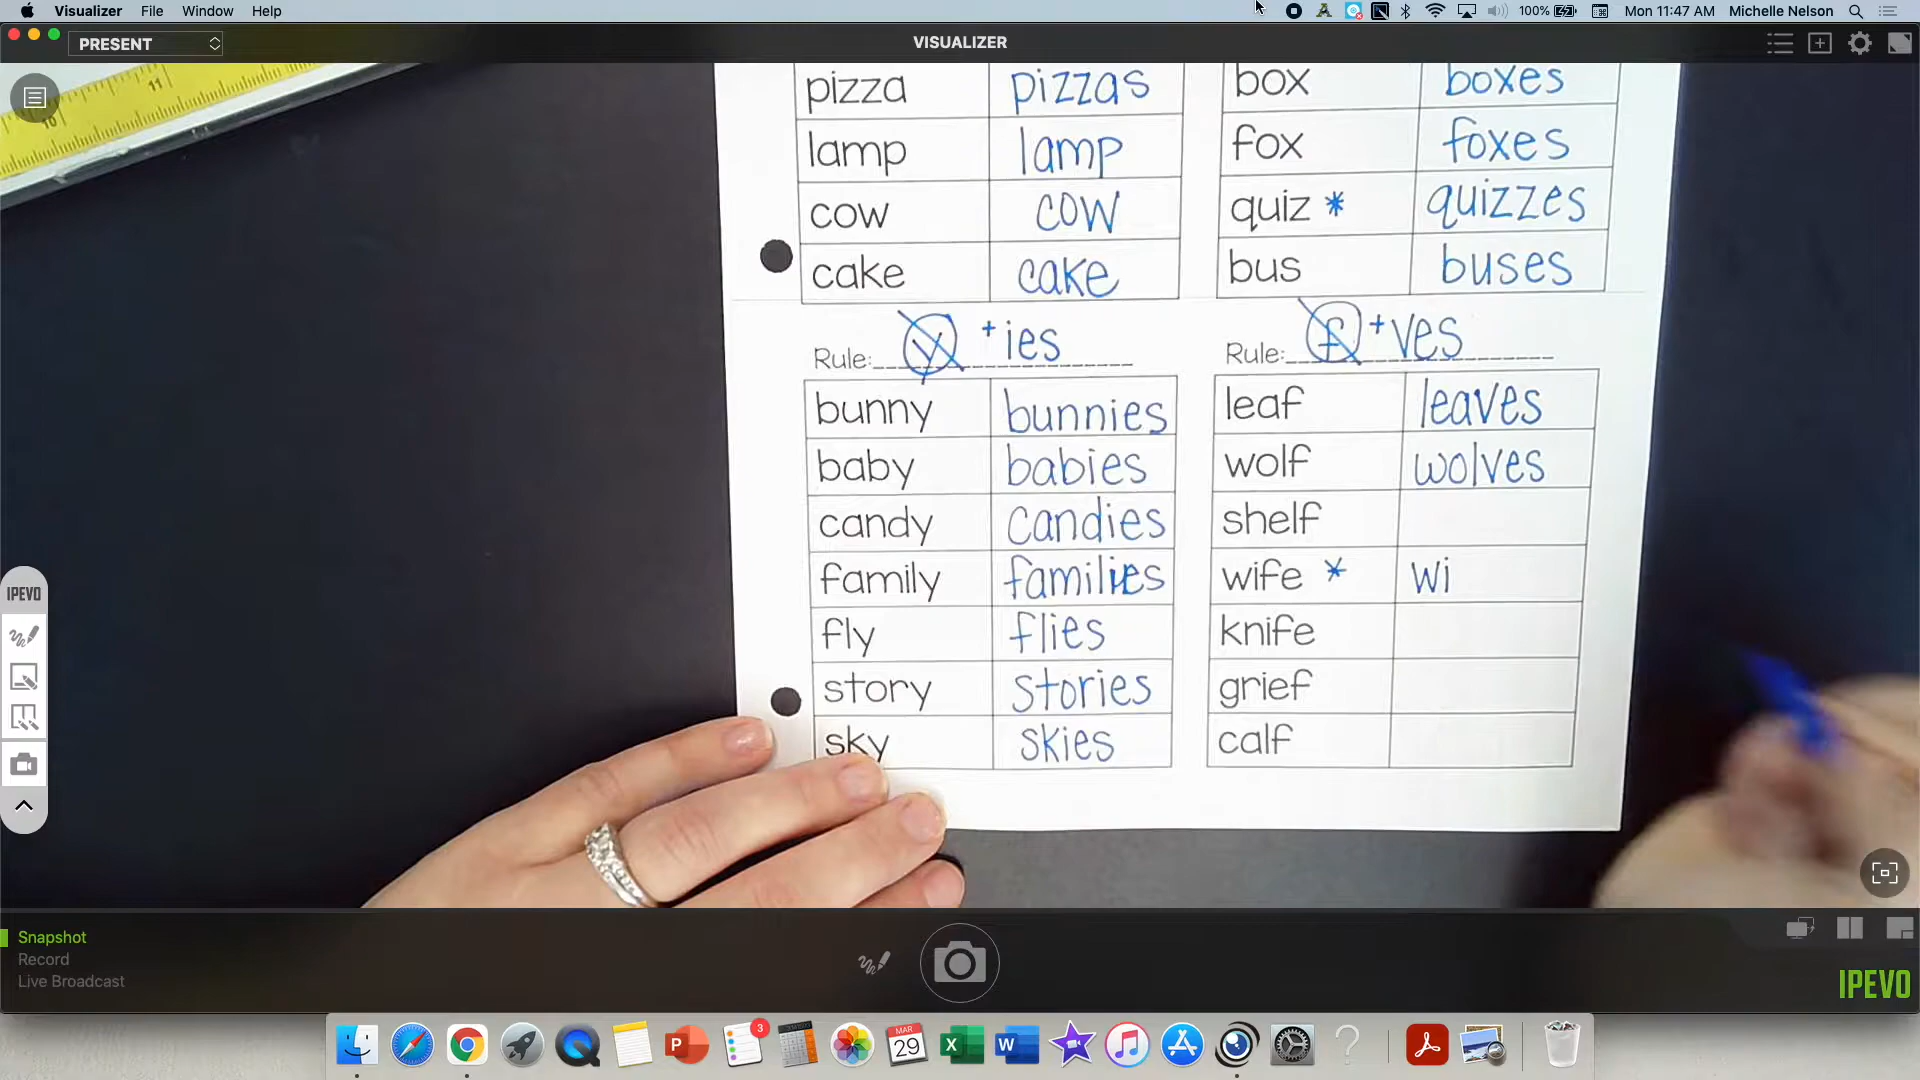 Visualizer File Window Help 100% Mon 11:47 AM Michelle Nelson
PRESENT VISUALIZER
pizza pizzas
lamp lamp
cow cow
cake cake
box boxes
fox foxes
quiz * quizzes
bus buses
Rule: y +ies
bunny bunnies
baby babies
candy candies
family families
fly flies
story stories
sky skies
Rule: f +ves
leaf leaves
wolf wolves
shelf
wife * wi
knife
grief
calf
IPEVO
Snapshot
Record
Live Broadcast
IPEVO
3
MAR
29